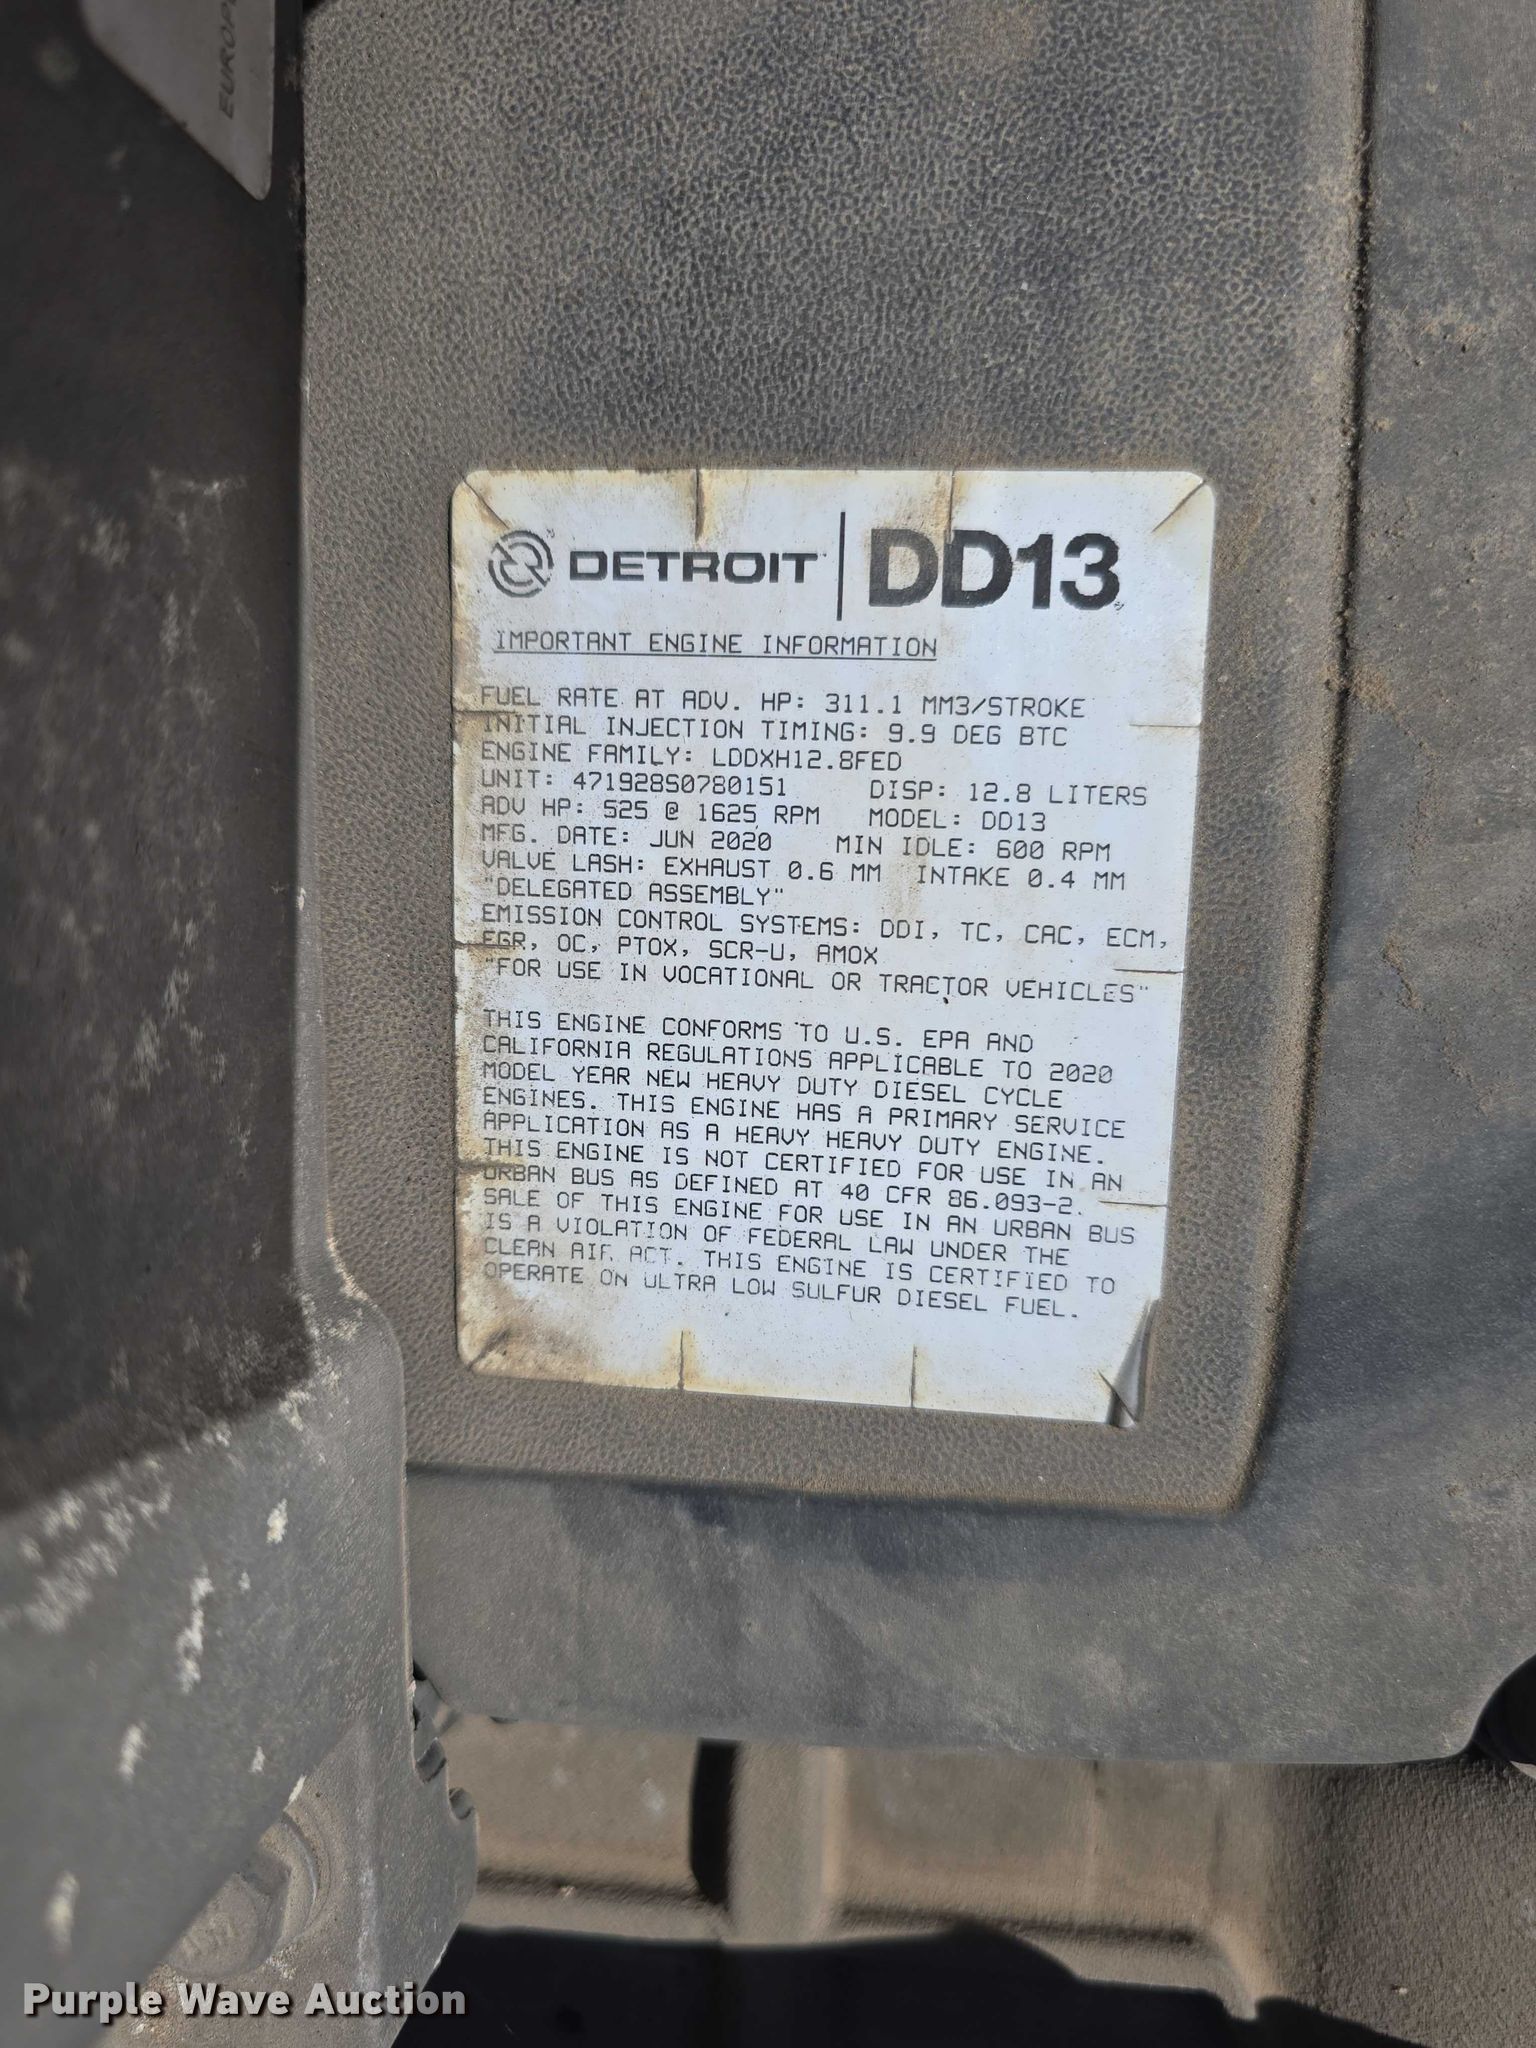 DETROIT DD13
IMPORTANT ENGINE INFORMATION
FUEL RATE AT ADV. HP: 311.1 MM3/STROKE
INITIAL INJECTION TIMING: 9.9 DEG BTC
ENGINE FAMILY: LDDXH12.8FED
UNIT: 471928S0780151 DISP: 12.8 LITERS
ADV HP: 525 @ 1625 RPM MODEL: DD13
MFG. DATE: JUN 2020 MIN IDLE: 600 RPM
VALVE LASH: EXHAUST 0.6 MM INTAKE 0.4 MM
"DELEGATED ASSEMBLY"
EMISSION CONTROL SYSTEMS: DDI, TC, CAC, ECM,
EGR, OC, PTOX, SCR-U, AMOX
"FOR USE IN VOCATIONAL OR TRACTOR VEHICLES"
THIS ENGINE CONFORMS TO U.S. EPA AND
CALIFORNIA REGULATIONS APPLICABLE TO 2020
MODEL YEAR NEW HEAVY DUTY DIESEL CYCLE
ENGINES. THIS ENGINE HAS A PRIMARY SERVICE
APPLICATION AS A HEAVY HEAVY DUTY ENGINE.
THIS ENGINE IS NOT CERTIFIED FOR USE IN AN
URBAN BUS AS DEFINED AT 40 CFR 86.093-2.
SALE OF THIS ENGINE FOR USE IN AN URBAN BUS
IS A VIOLATION OF FEDERAL LAW UNDER THE
CLEAN AIR ACT. THIS ENGINE IS CERTIFIED TO
OPERATE ON ULTRA LOW SULFUR DIESEL FUEL.
Purple Wave Auction